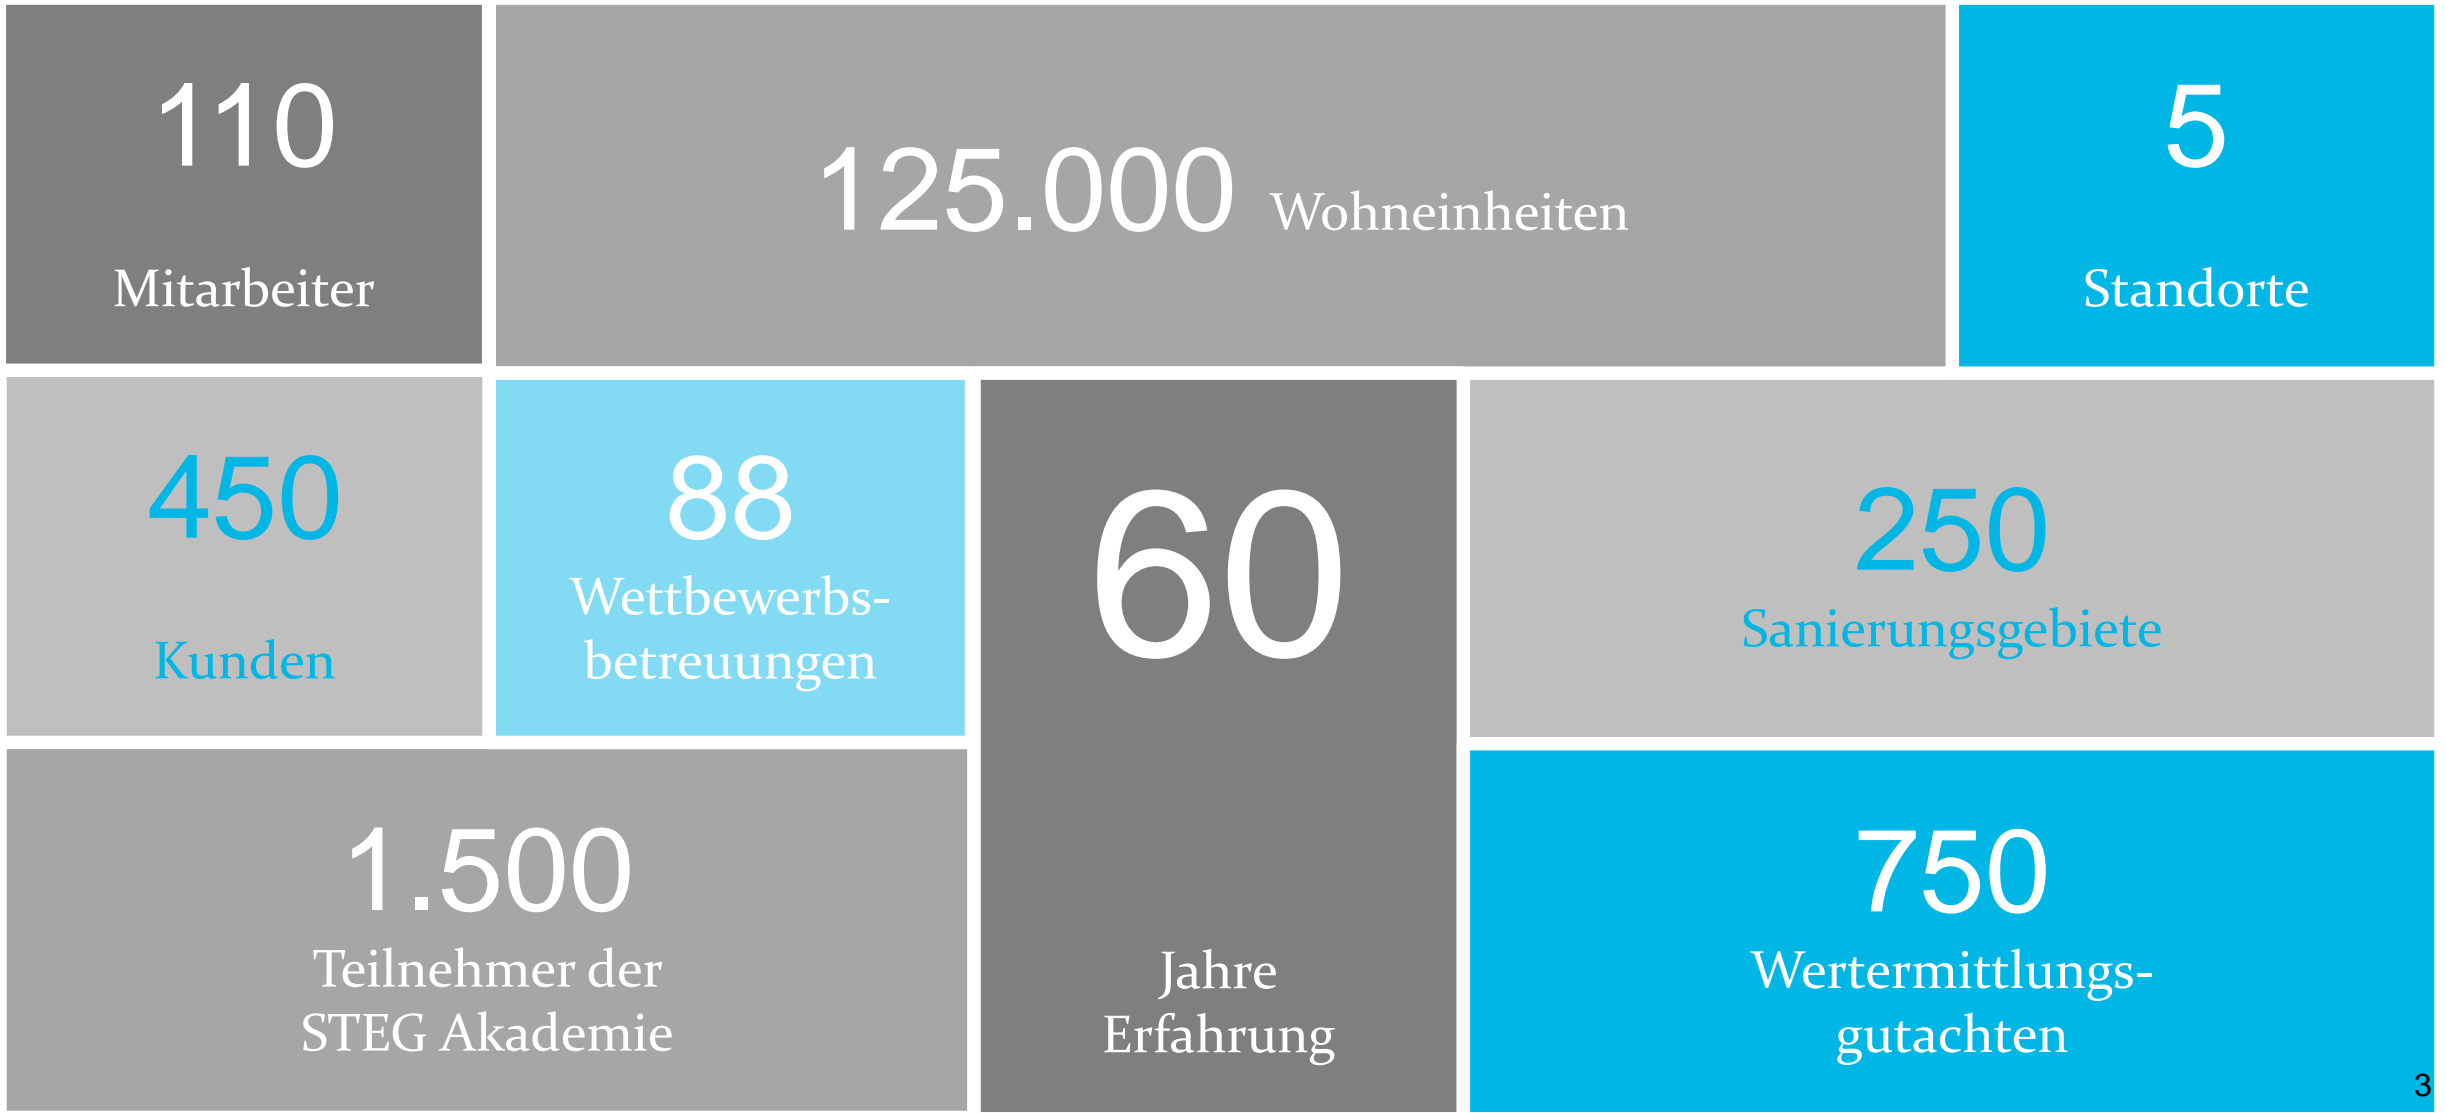 110
Mitarbeiter
125.000 Wohneinheiten
5
Standorte
450
Kunden
88
Wettbewerbs-
betreuungen
60
Jahre
Erfahrung
250
Sanierungsgebiete
1.500
Teilnehmer der
STEG Akademie
750
Wertermittlungs-
gutachten
3